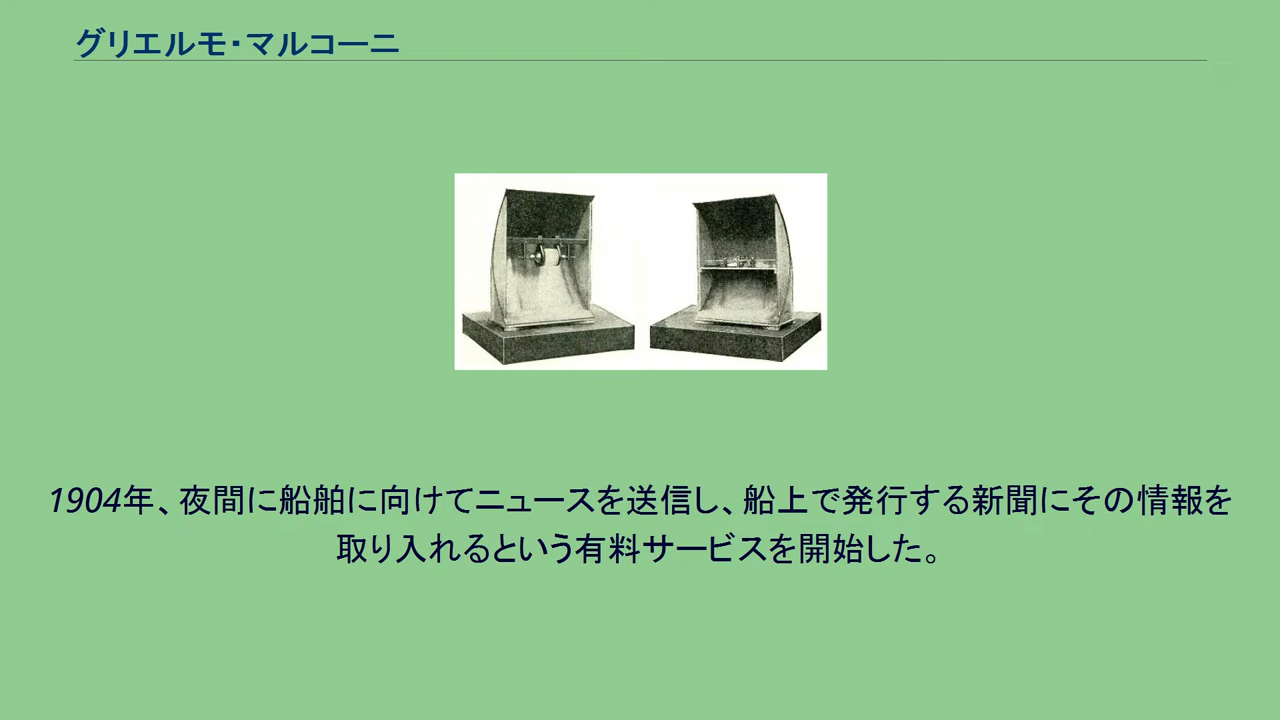 グリエルモ・マルコーニ
1904年、夜間に船舶に向けてニュースを送信し、船上で発行する新聞にその情報を
取り入れるという有料サービスを開始した。